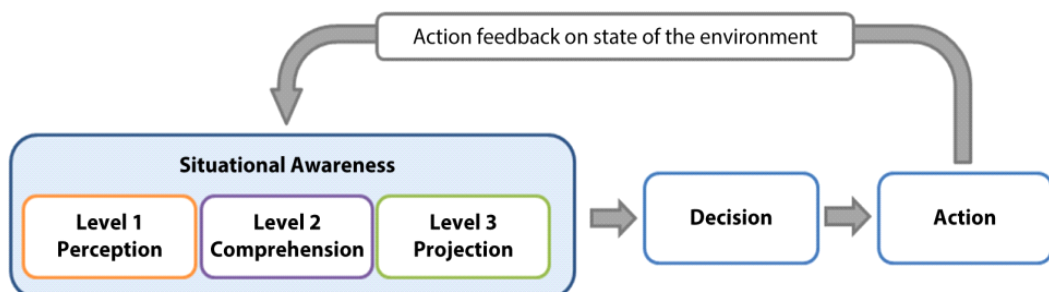 Action feedback on state of the environment
Situational Awareness
Level 1
Perception
Level 2
Comprehension
Level 3
Projection
Decision
Action